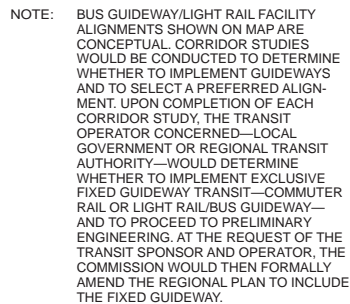 NOTE: BUS GUIDEWAY/LIGHT RAIL FACILITY
ALIGNMENTS SHOWN ON MAP ARE
CONCEPTUAL. CORRIDOR STUDIES
WOULD BE CONDUCTED TO DETERMINE
WHETHER TO IMPLEMENT GUIDEWAYS
AND TO SELECT A PREFERRED ALIGN-
MENT. UPON COMPLETION OF EACH
CORRIDOR STUDY, THE TRANSIT
OPERATOR CONCERNED—LOCAL
GOVERNMENT OR REGIONAL TRANSIT
AUTHORITY—WOULD DETERMINE
WHETHER TO IMPLEMENT EXCLUSIVE
FIXED GUIDEWAY TRANSIT—COMMUTER
RAIL OR LIGHT RAIL/BUS GUIDEWAY—
AND TO PROCEED TO PRELIMINARY
ENGINEERING. AT THE REQUEST OF THE
TRANSIT SPONSOR AND OPERATOR, THE
COMMISSION WOULD THEN FORMALLY
AMEND THE REGIONAL PLAN TO INCLUDE
THE FIXED GUIDEWAY.